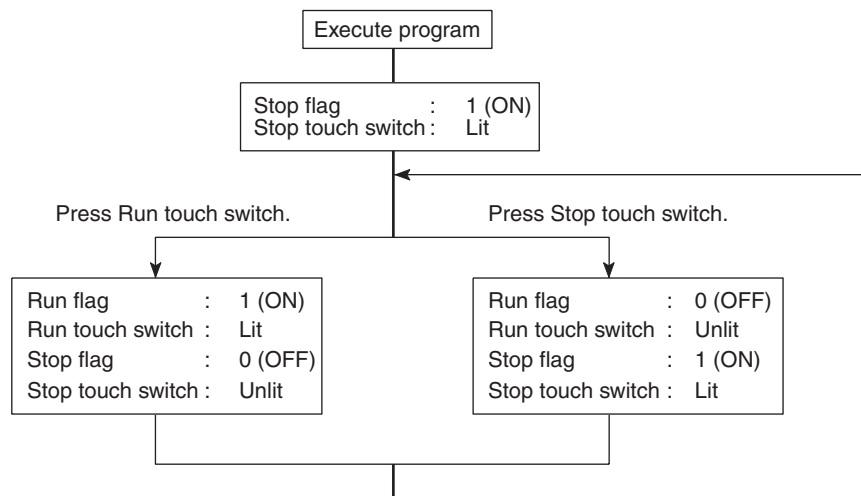 Execute program
Stop flag : 1 (ON)
Stop touch switch : Lit
Press Run touch switch.
Press Stop touch switch.
Run flag : 1 (ON)
Run touch switch : Lit
Stop flag : 0 (OFF)
Stop touch switch : Unlit
Run flag : 0 (OFF)
Run touch switch : Unlit
Stop flag : 1 (ON)
Stop touch switch : Lit